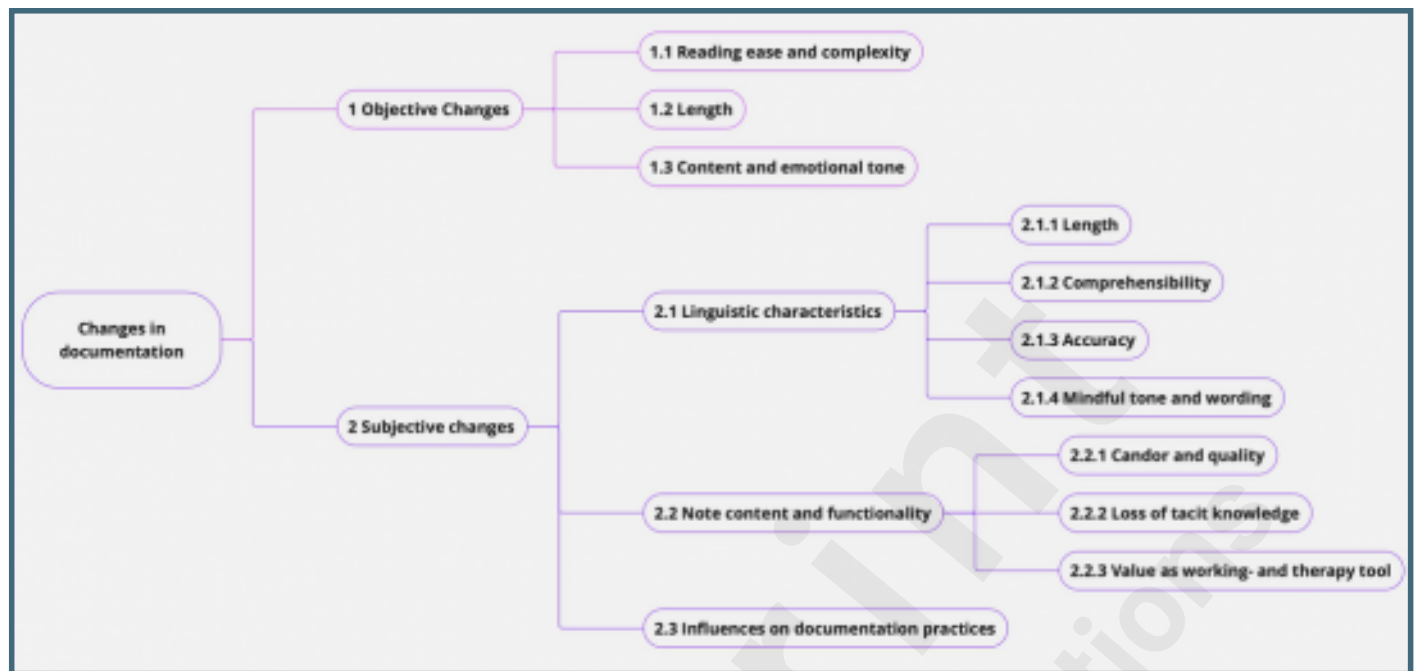 Changes in
documentation
1 Objective Changes
1.1 Reading ease and complexity
1.2 Length
1.3 Content and emotional tone
2 Subjective changes
2.1 Linguistic characteristics
2.1.1 Length
2.1.2 Comprehensibility
2.1.3 Accuracy
2.1.4 Mindful tone and wording
2.2 Note content and functionality
2.2.1 Candor and quality
2.2.2 Loss of tacit knowledge
2.2.3 Value as working- and therapy tool
2.3 Influences on documentation practices